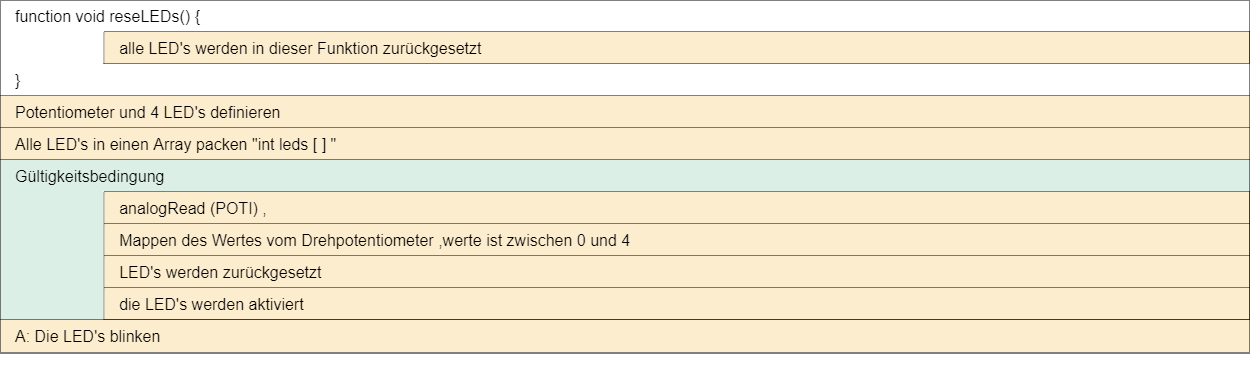 function void reseLEDs() {
alle LED's werden in dieser Funktion zurückgesetzt
}
Potentiometer und 4 LED's definieren
Alle LED's in einen Array packen "int leds [ ] "
Gültigkeitsbedingung
analogRead (POTI) ,
Mappen des Wertes vom Drehpotentiometer ,werte ist zwischen 0 und 4
LED's werden zurückgesetzt
die LED's werden aktiviert
A: Die LED's blinken